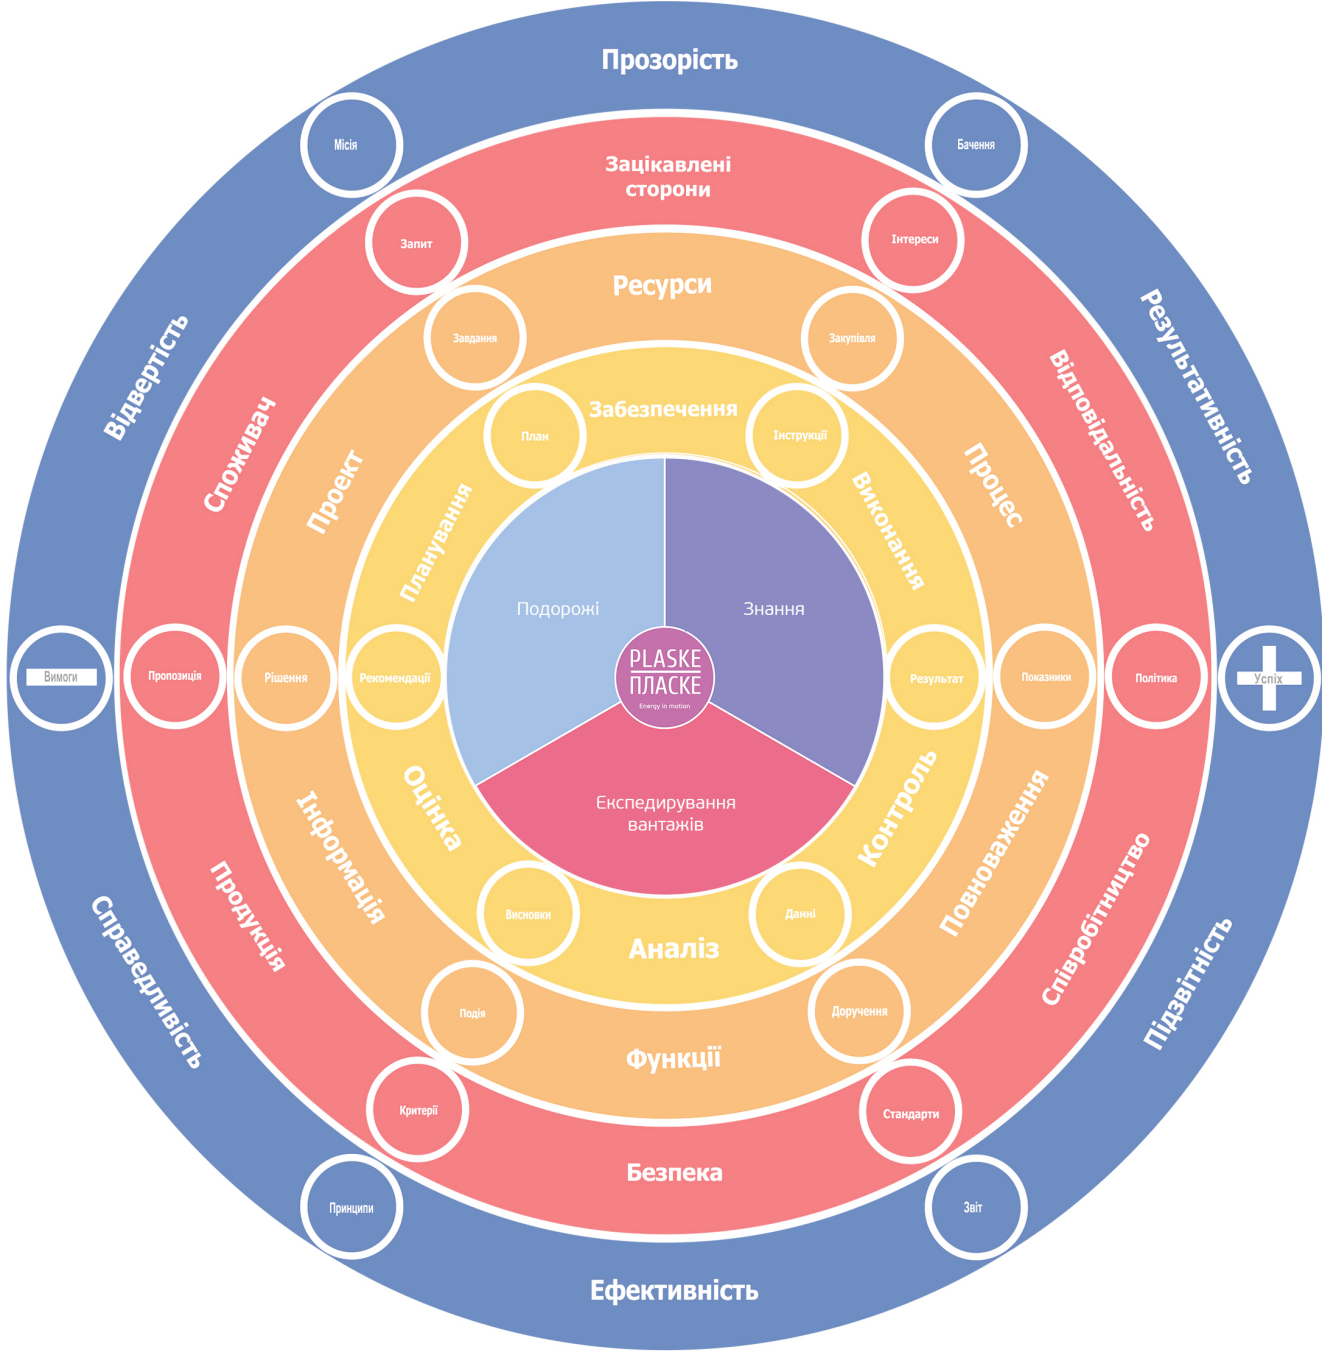 Прозорість
Місія
Бачення
Зацікавлені
сторони
Запит
Інтереси
Ресурси
Завдання
Закупівля
Відвертість
Результативність
Споживач
Відповідальність
Проект
Процес
Забезпечення
План
Інструкції
Планування
Виконання
Подорожі
Знання
Вимоги
Пропозиція
Рішення
Рекомендації
PLASKE
ПЛАСКЕ
Energy in motion
Результат
Показники
Політика
Успіх
Експедирування
вантажів
Оцінка
Контроль
Інформація
Повноваження
Продукція
Співробітництво
Справедливість
Підзвітність
Висновки
Данні
Аналіз
Подія
Доручення
Функції
Критерії
Стандарти
Безпека
Принципи
Звіт
Ефективність